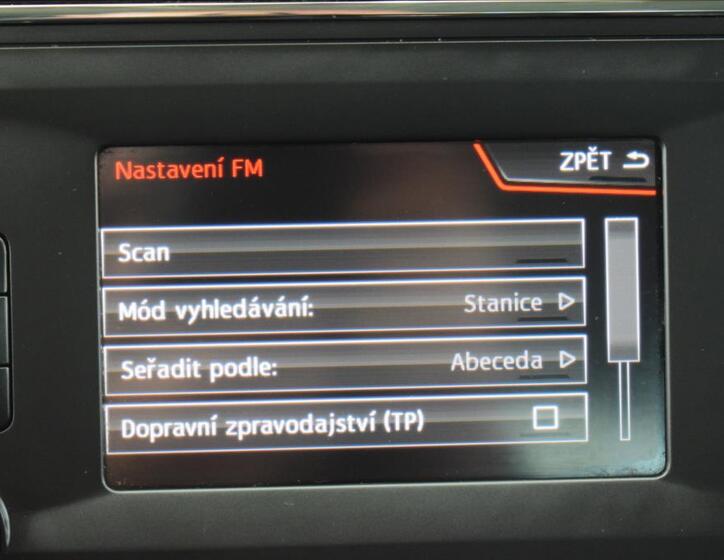 Nastavení FM
ZPĚT
Scan
Mód vyhledávání: Stanice
Seřadit podle: Abeceda
Dopravní zpravodajství (TP)